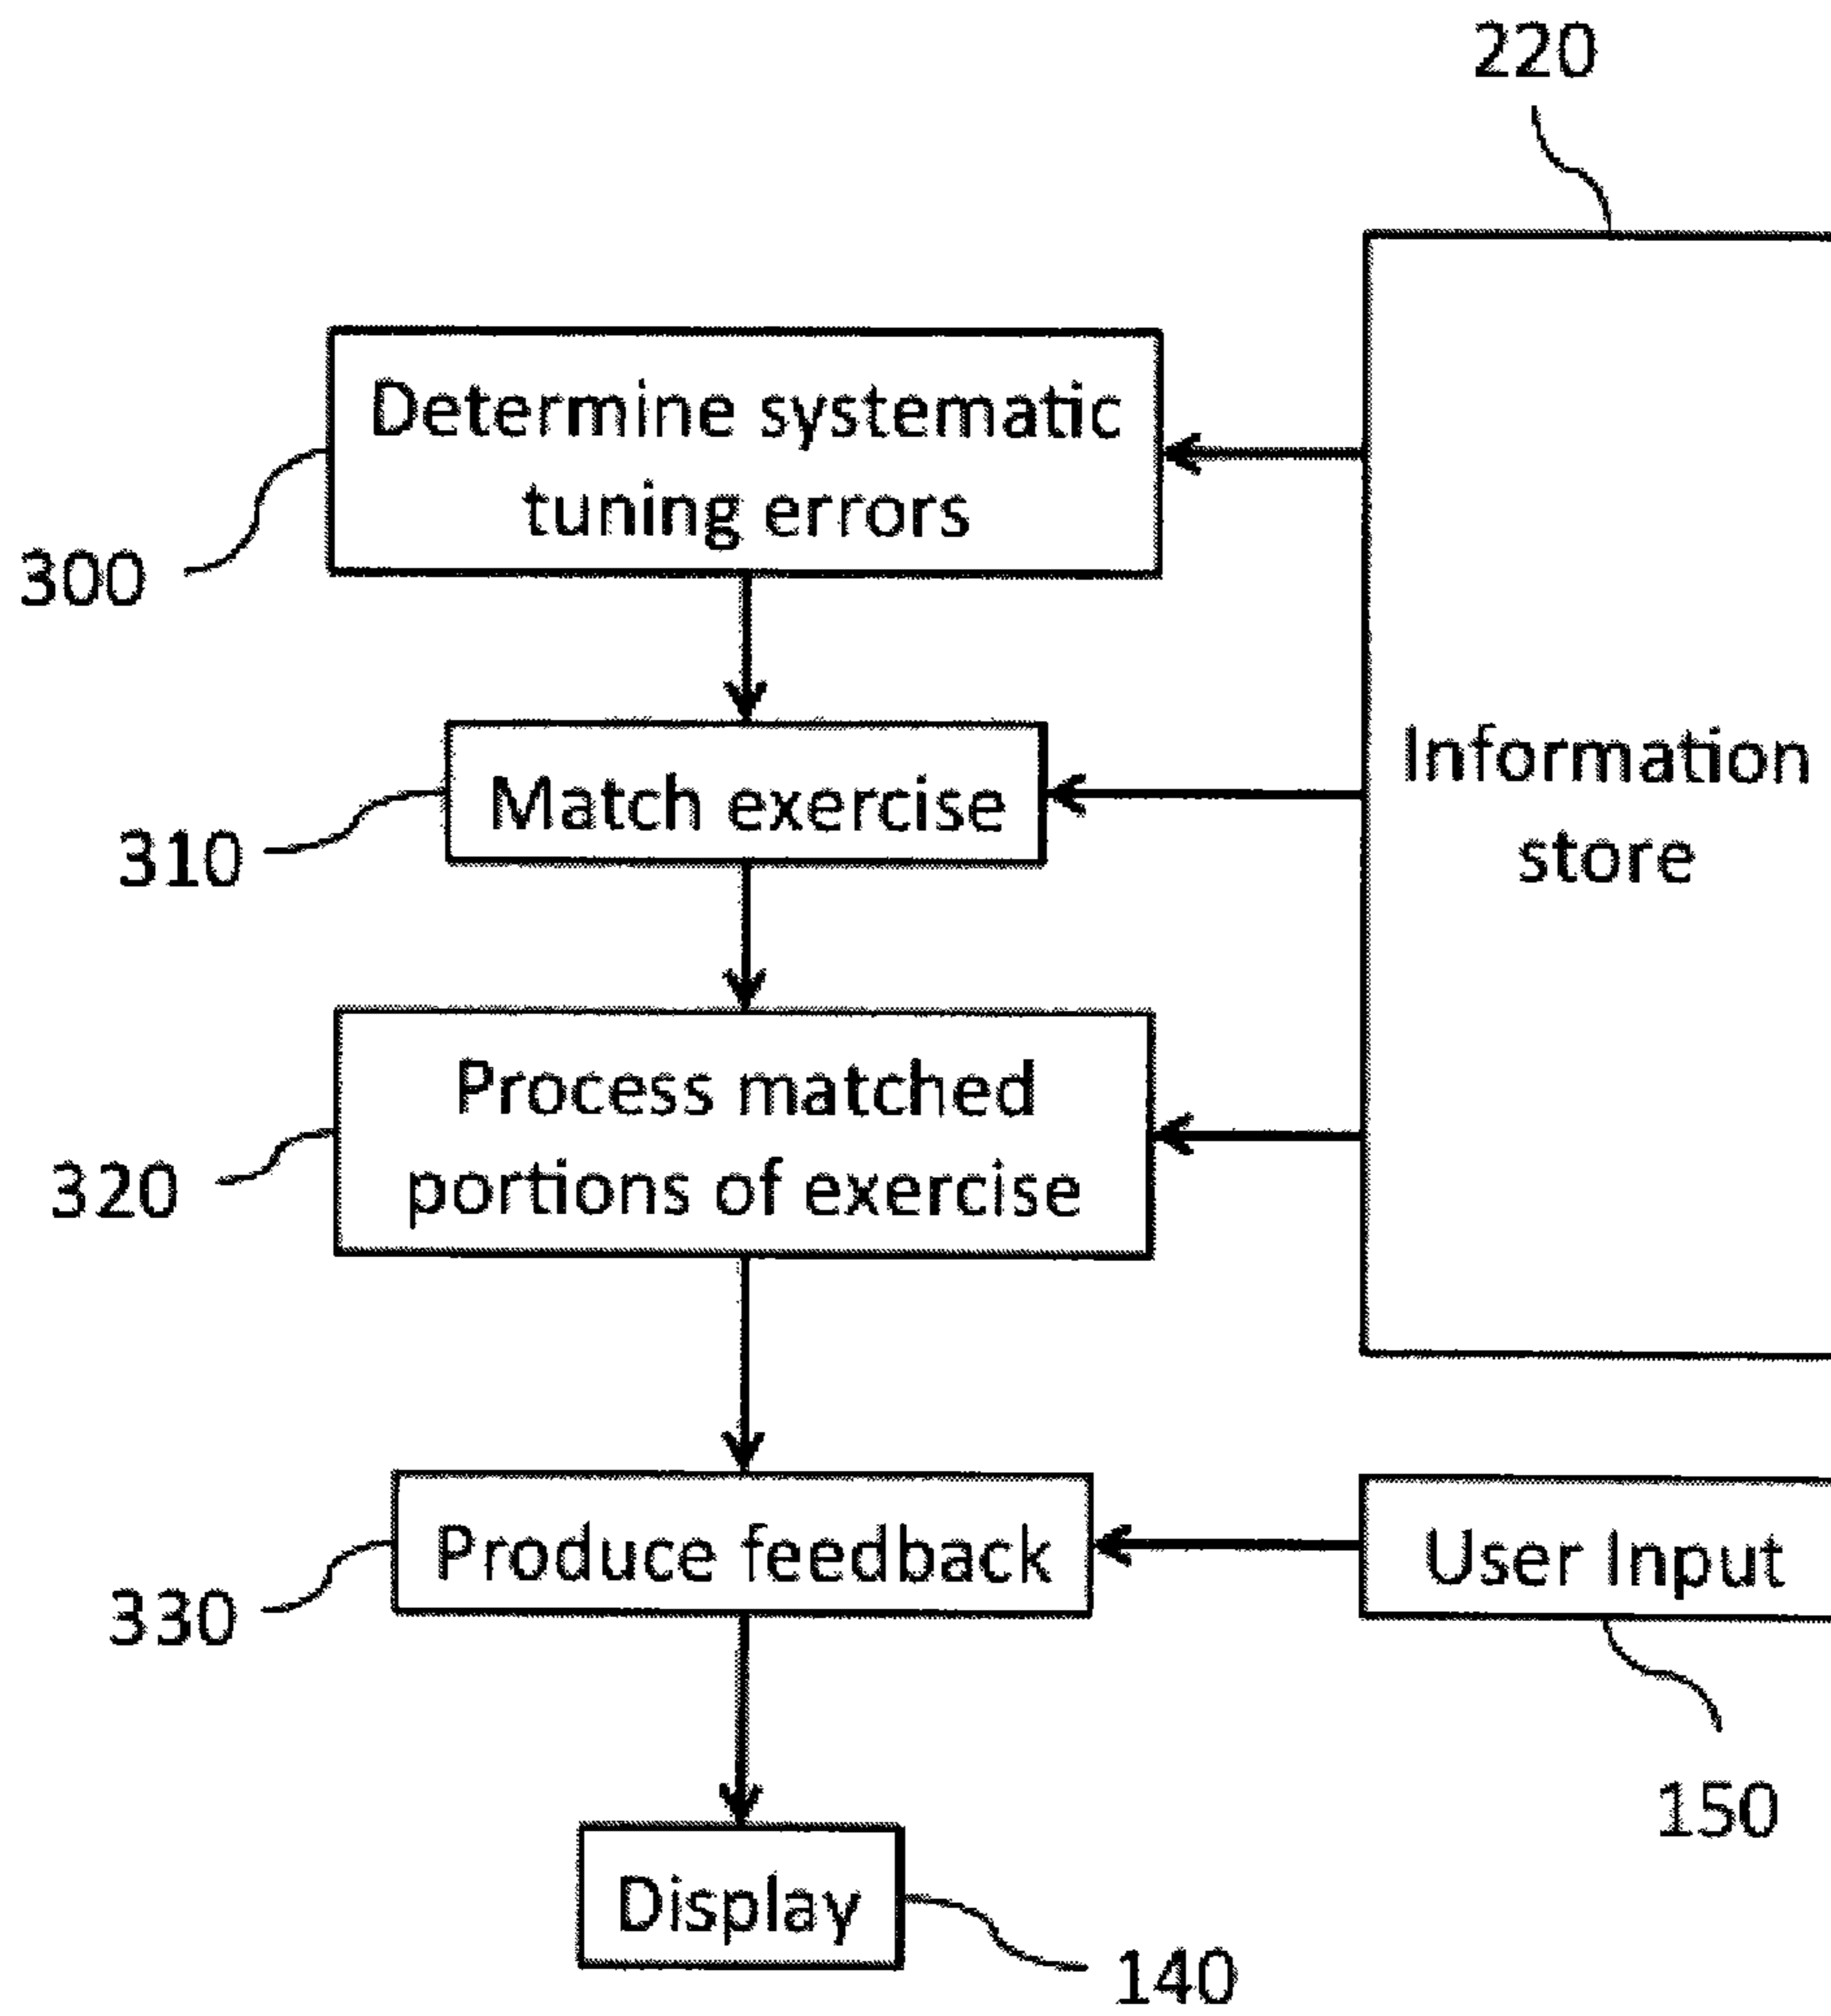 220
Determine systematic
tuning errors
300
Information
store
Match exercise
310
Process matched
portions of exercise
320
Produce feedback
User Input
330
150
Display
140